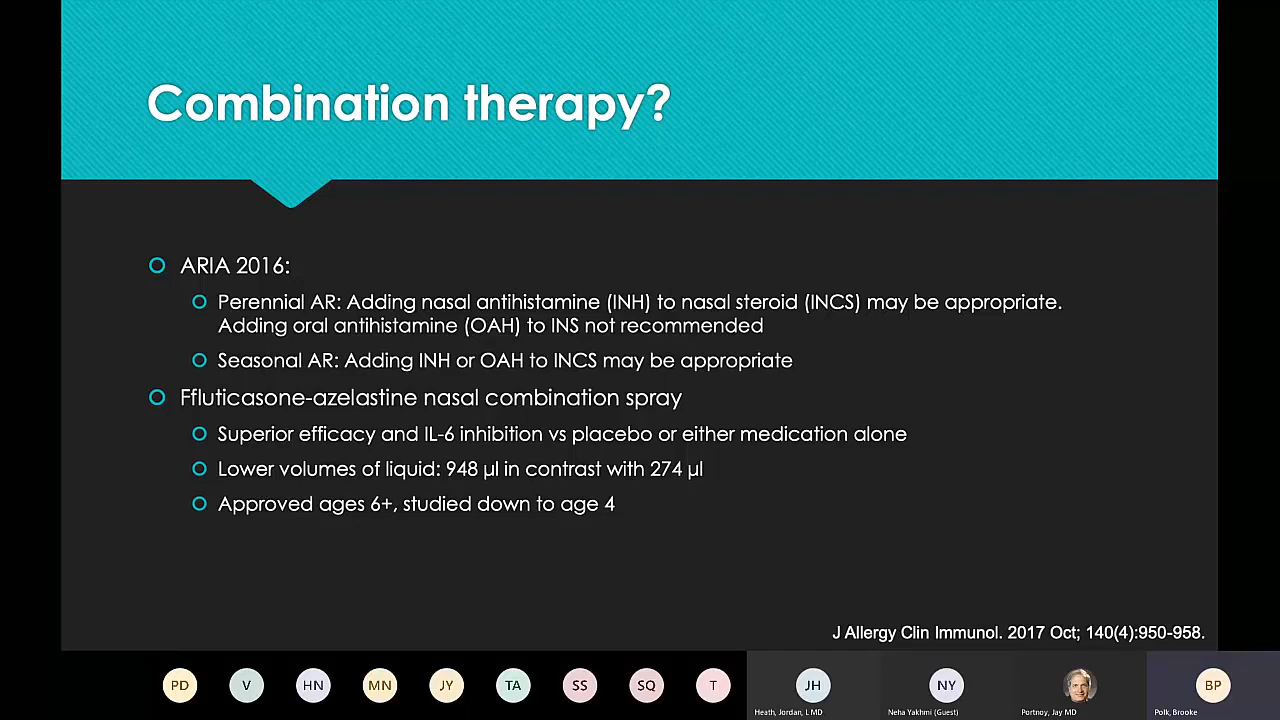 Combination therapy?
ARIA 2016:
Perennial AR: Adding nasal antihistamine (INH) to nasal steroid (INCS) may be appropriate.
Adding oral antihistamine (OAH) to INS not recommended
Seasonal AR: Adding INH or OAH to INCS may be appropriate
Ffluticasone-azelastine nasal combination spray
Superior efficacy and IL-6 inhibition vs placebo or either medication alone
Lower volumes of liquid: 948 µl in contrast with 274 µl
Approved ages 6+, studied down to age 4
J Allergy Clin Immunol. 2017 Oct; 140(4):950-958.
PD V HN MN JY TA SS SQ T JH NY BP
Heath, Jordan, L MD Neha Yakhmi (Guest) Portnoy, Jay MD Polk, Brooke